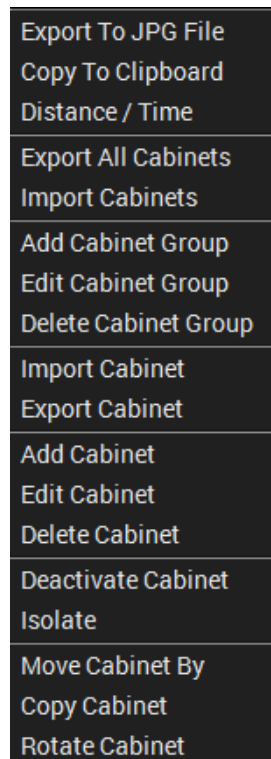 Export To JPG File
Copy To Clipboard
Distance / Time
Export All Cabinets
Import Cabinets
Add Cabinet Group
Edit Cabinet Group
Delete Cabinet Group
Import Cabinet
Export Cabinet
Add Cabinet
Edit Cabinet
Delete Cabinet
Deactivate Cabinet
Isolate
Move Cabinet By
Copy Cabinet
Rotate Cabinet